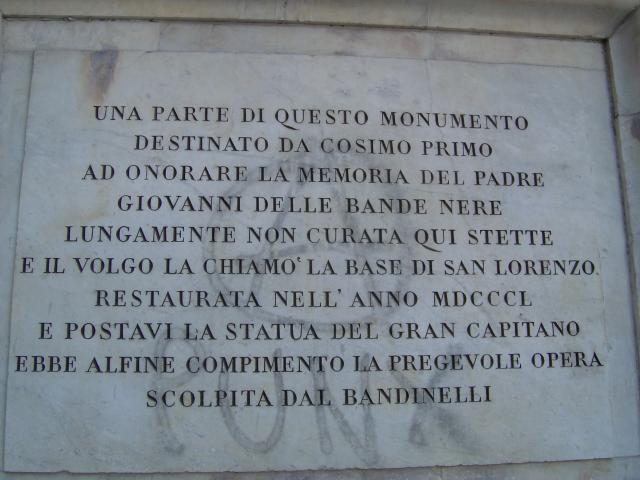 UNA PARTE DI QUESTO MONUMENTO
DESTINATO DA COSIMO PRIMO
AD ONORARE LA MEMORIA DEL PADRE
GIOVANNI DELLE BANDE NERE
LUNGAMENTE NON CURATA QUI STETTE
E IL VOLGO LA CHIAMO' LA BASE DI SAN LORENZO
RESTAURATA NELL' ANNO MDCCCL
E POSTAVI LA STATUA DEL GRAN CAPITANO
EBBE ALFINE COMPIMENTO LA PREGEVOLE OPERA
SCOLPITA DAL BANDINELLI
PUNX